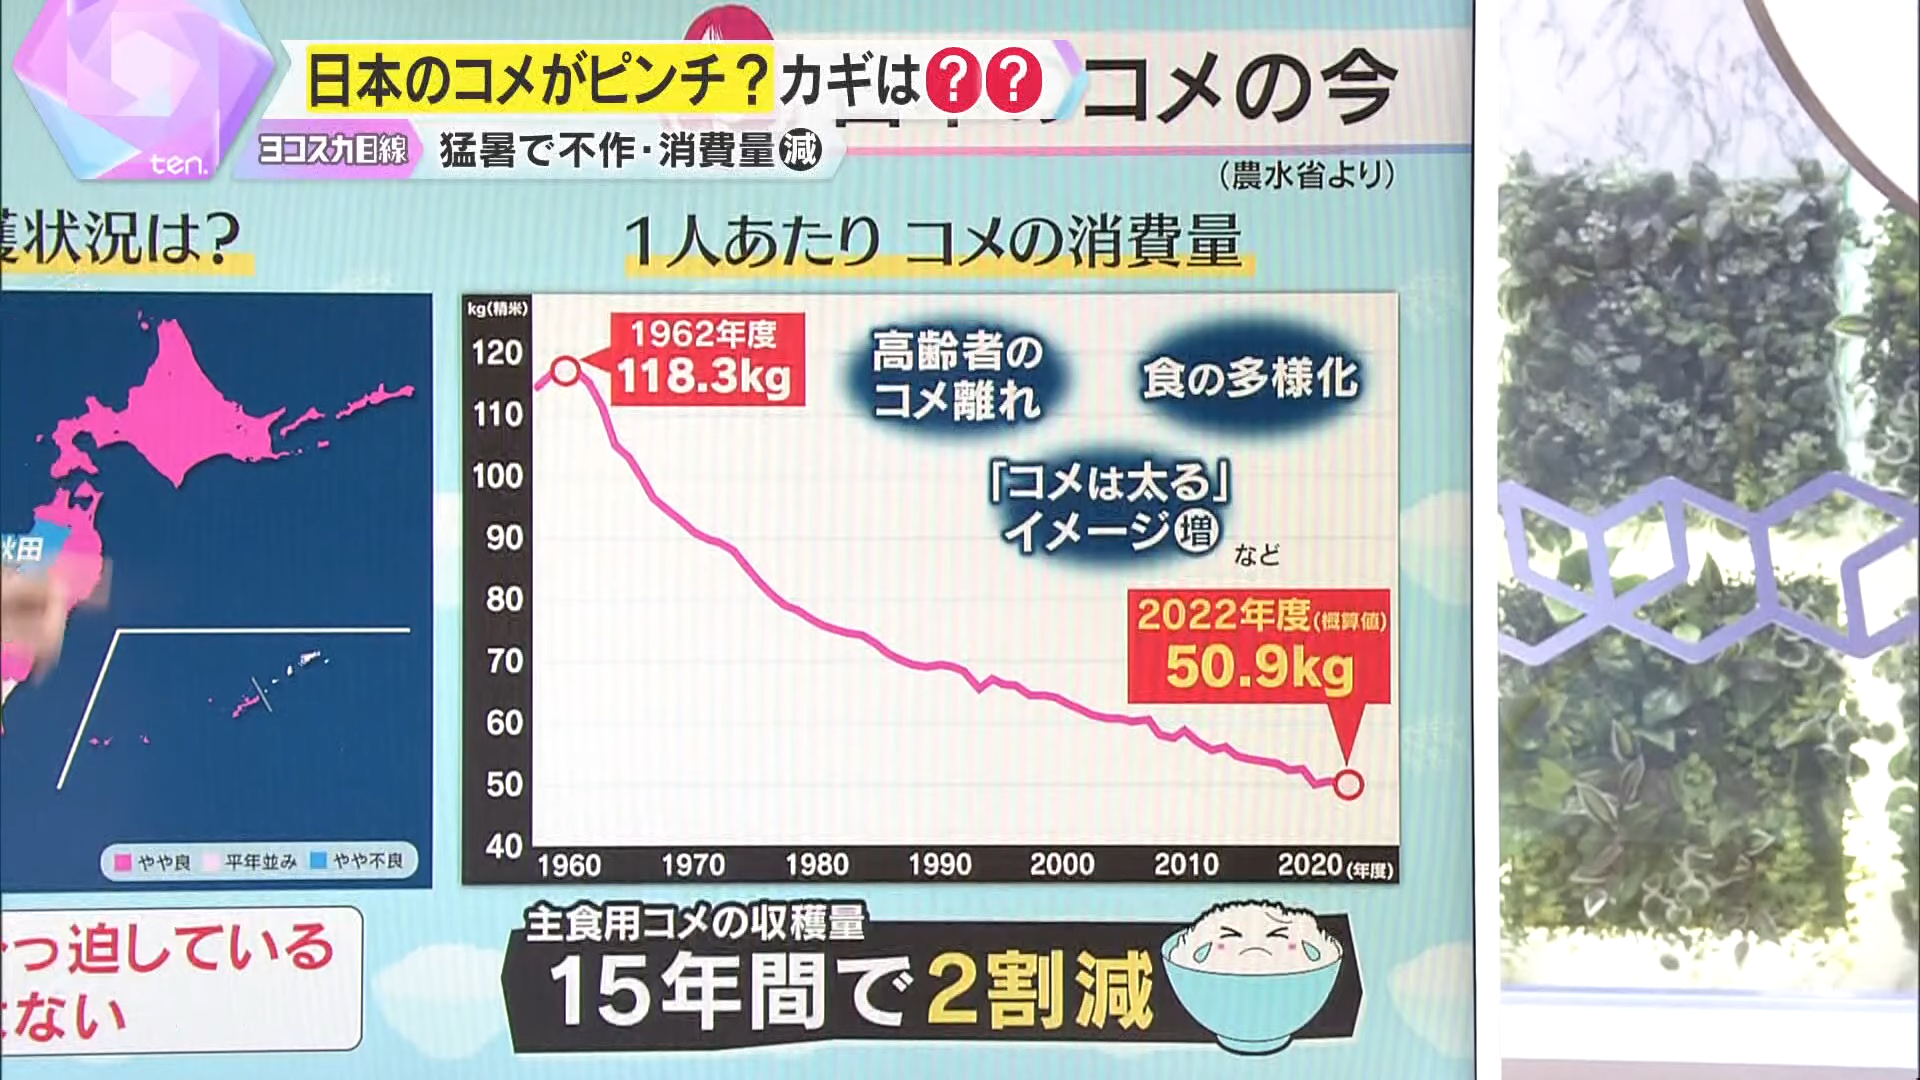 日本のコメがピンチ?カギは??
コメの今
ten.
ヨコスカ目線
猛暑で不作・消費量減
(農水省より)
状況は?
1人あたり コメの消費量
kg(精米)
120
110
100
90
80
70
60
50
40
1962年度
118.3kg
高齢者の
コメ離れ
食の多様化
「コメは太る」
イメージ増
など
2022年度(概算値)
50.9kg
1960
1970
1980
1990
2000
2010
2020
(年度)
秋田
やや良
平年並み
やや不良
っ迫している
ない
主食用コメの収穫量
15年間で2割減